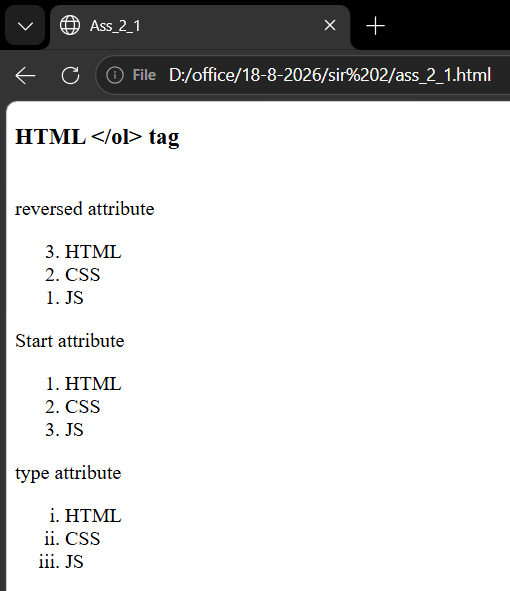 Ass_2_1
File D:/office/18-8-2026/sir%202/ass_2_1.html
HTML </ol> tag
reversed attribute
3. HTML
2. CSS
1. JS
Start attribute
1. HTML
2. CSS
3. JS
type attribute
i. HTML
ii. CSS
iii. JS